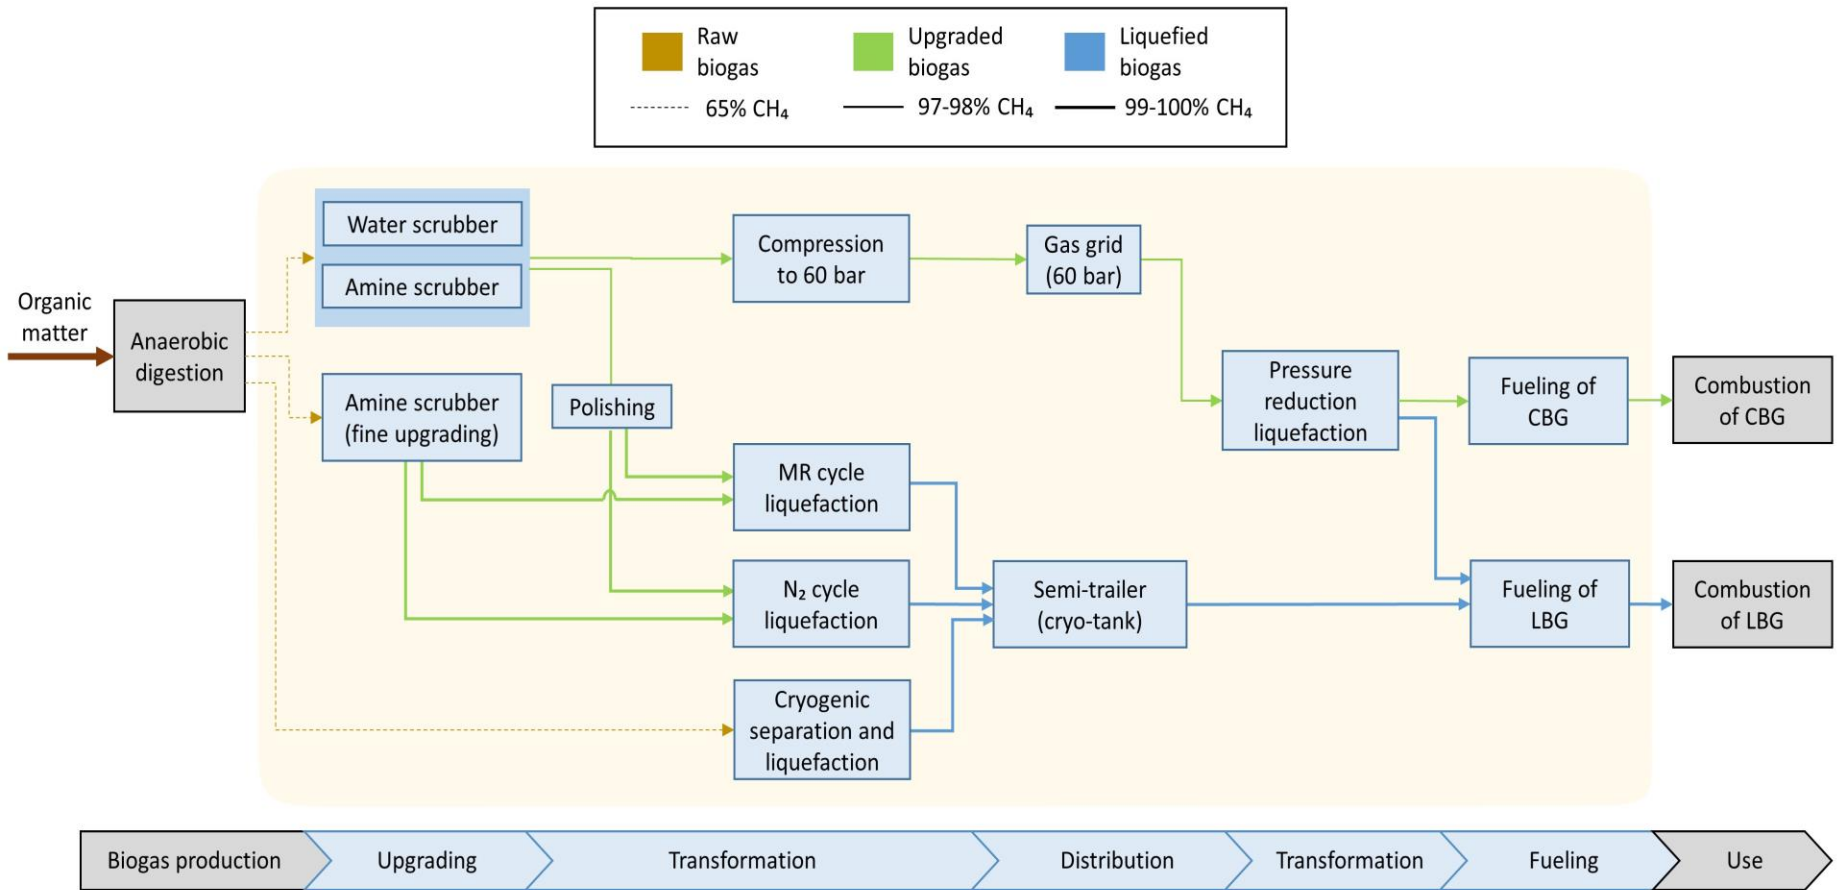 Raw
biogas
Upgraded
biogas
Liquefied
biogas
65% CH₄
97-98% CH₄
99-100% CH₄
Organic
matter
Anaerobic
digestion
Water scrubber
Amine scrubber
Amine scrubber
(fine upgrading)
Polishing
Compression
to 60 bar
Gas grid
(60 bar)
MR cycle
liquefaction
N₂ cycle
liquefaction
Cryogenic
separation and
liquefaction
Semi-trailer
(cryo-tank)
Pressure
reduction
liquefaction
Fueling of
CBG
Combustion
of CBG
Fueling of
LBG
Combustion
of LBG
Biogas production
Upgrading
Transformation
Distribution
Transformation
Fueling
Use